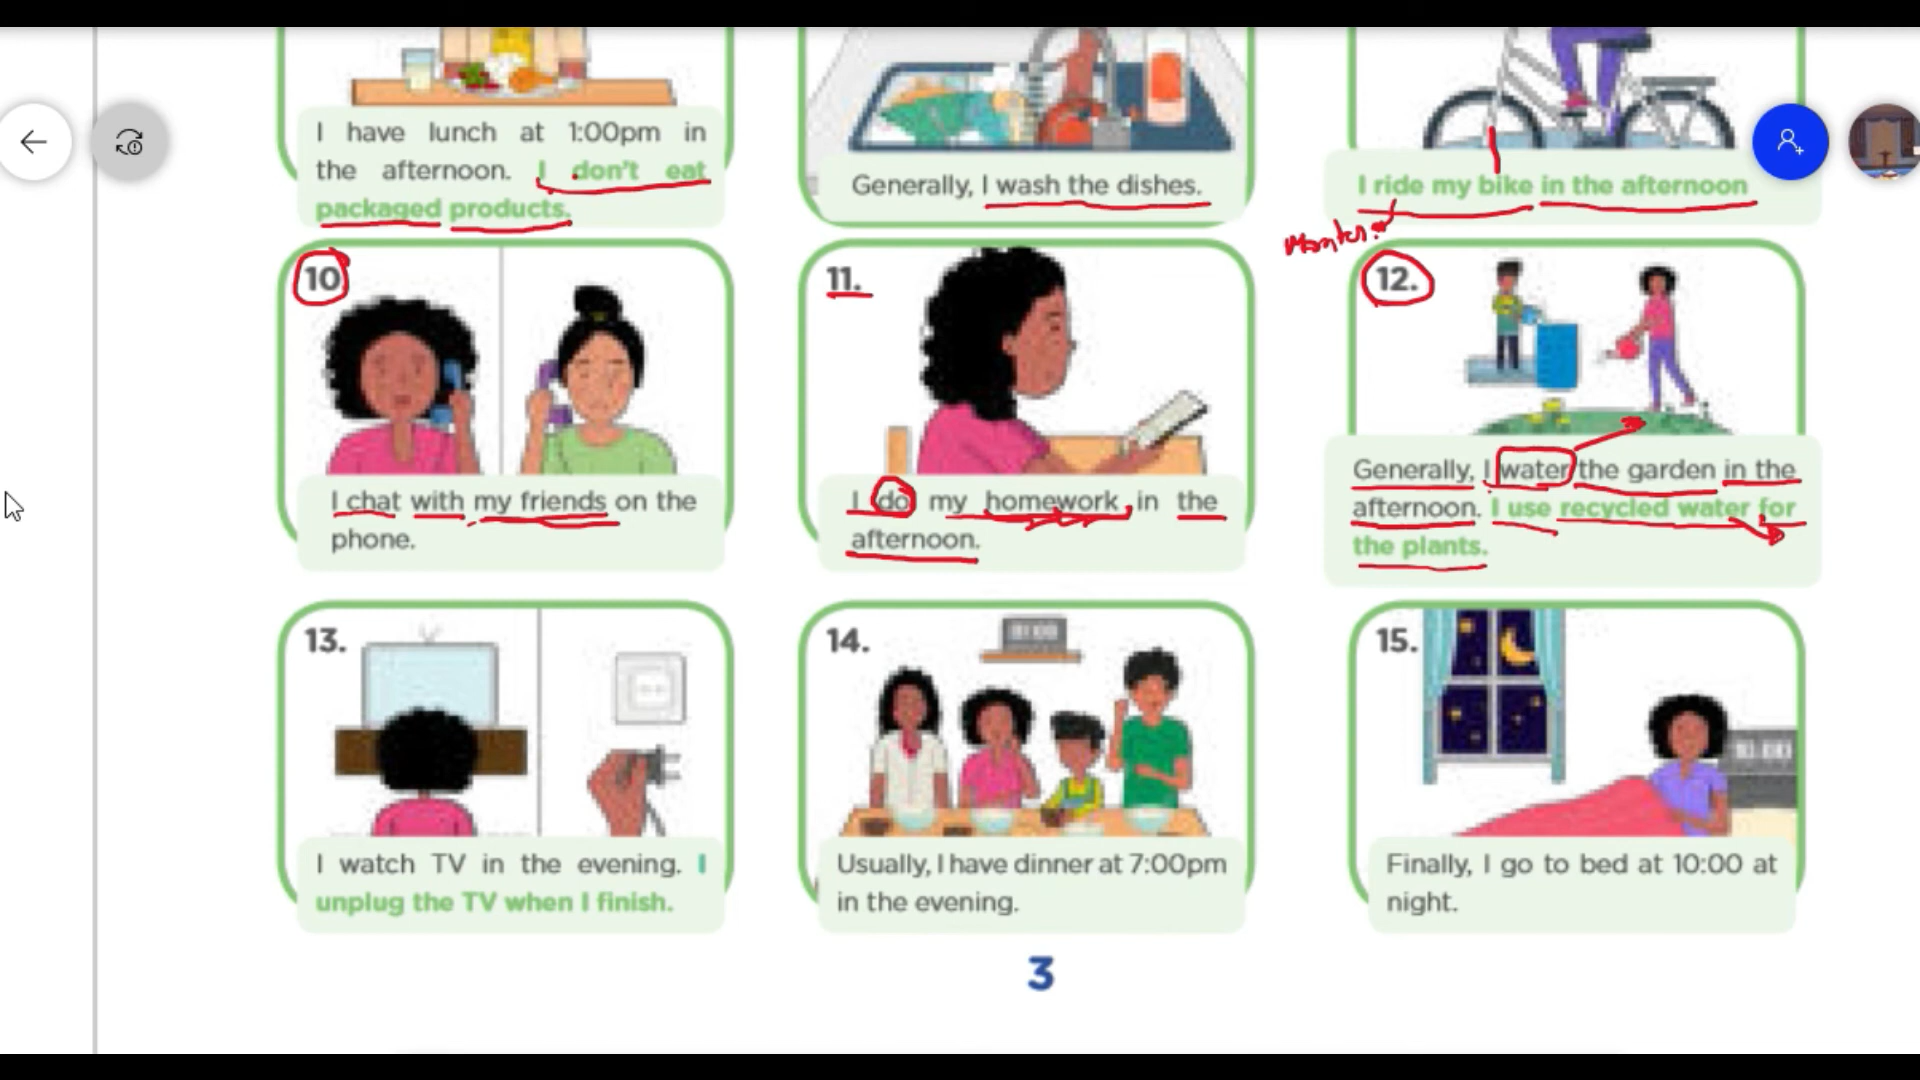 I have lunch at 1:00pm in
the afternoon. I don't eat
packaged products.
Generally, I wash the dishes.
I ride my bike in the afternoon
10
I chat with my friends on the
phone.
11.
I do my homework in the
afternoon.
12.
Generally, I water the garden in the
afternoon. I use recycled water for
the plants.
13.
I watch TV in the evening. I
unplug the TV when I finish.
14.
Usually, I have dinner at 7:00pm
in the evening.
15.
Finally, I go to bed at 10:00 at
night.
3